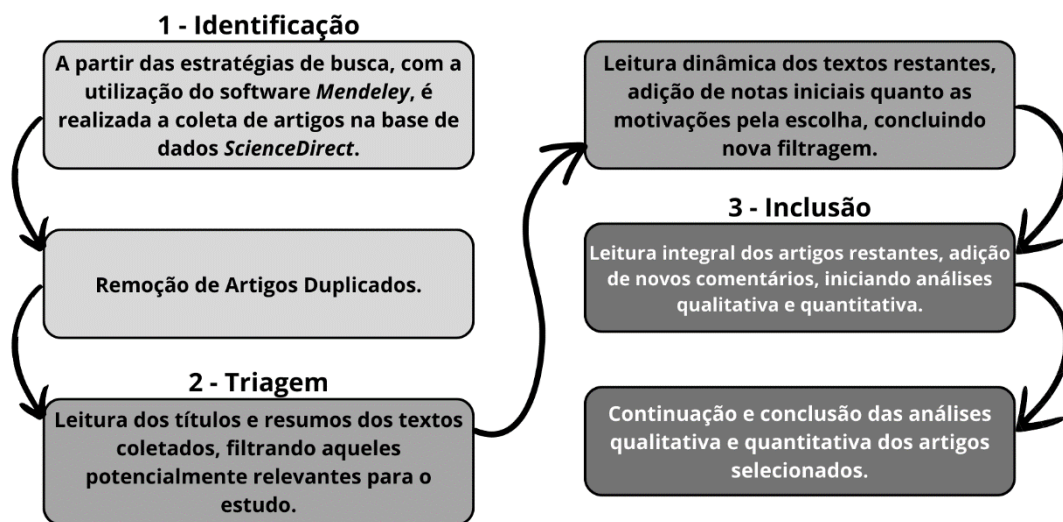 1 - Identificação
A partir das estratégias de busca, com a
utilização do software Mendeley, é
realizada a coleta de artigos na base de
dados ScienceDirect.
Remoção de Artigos Duplicados.
2 - Triagem
Leitura dos títulos e resumos dos textos
coletados, filtrando aqueles
potencialmente relevantes para o
estudo.
Leitura dinâmica dos textos restantes,
adição de notas iniciais quanto as
motivações pela escolha, concluindo
nova filtragem.
3 - Inclusão
Leitura integral dos artigos restantes, adição
de novos comentários, iniciando análises
qualitativa e quantitativa.
Continuação e conclusão das análises
qualitativa e quantitativa dos artigos
selecionados.